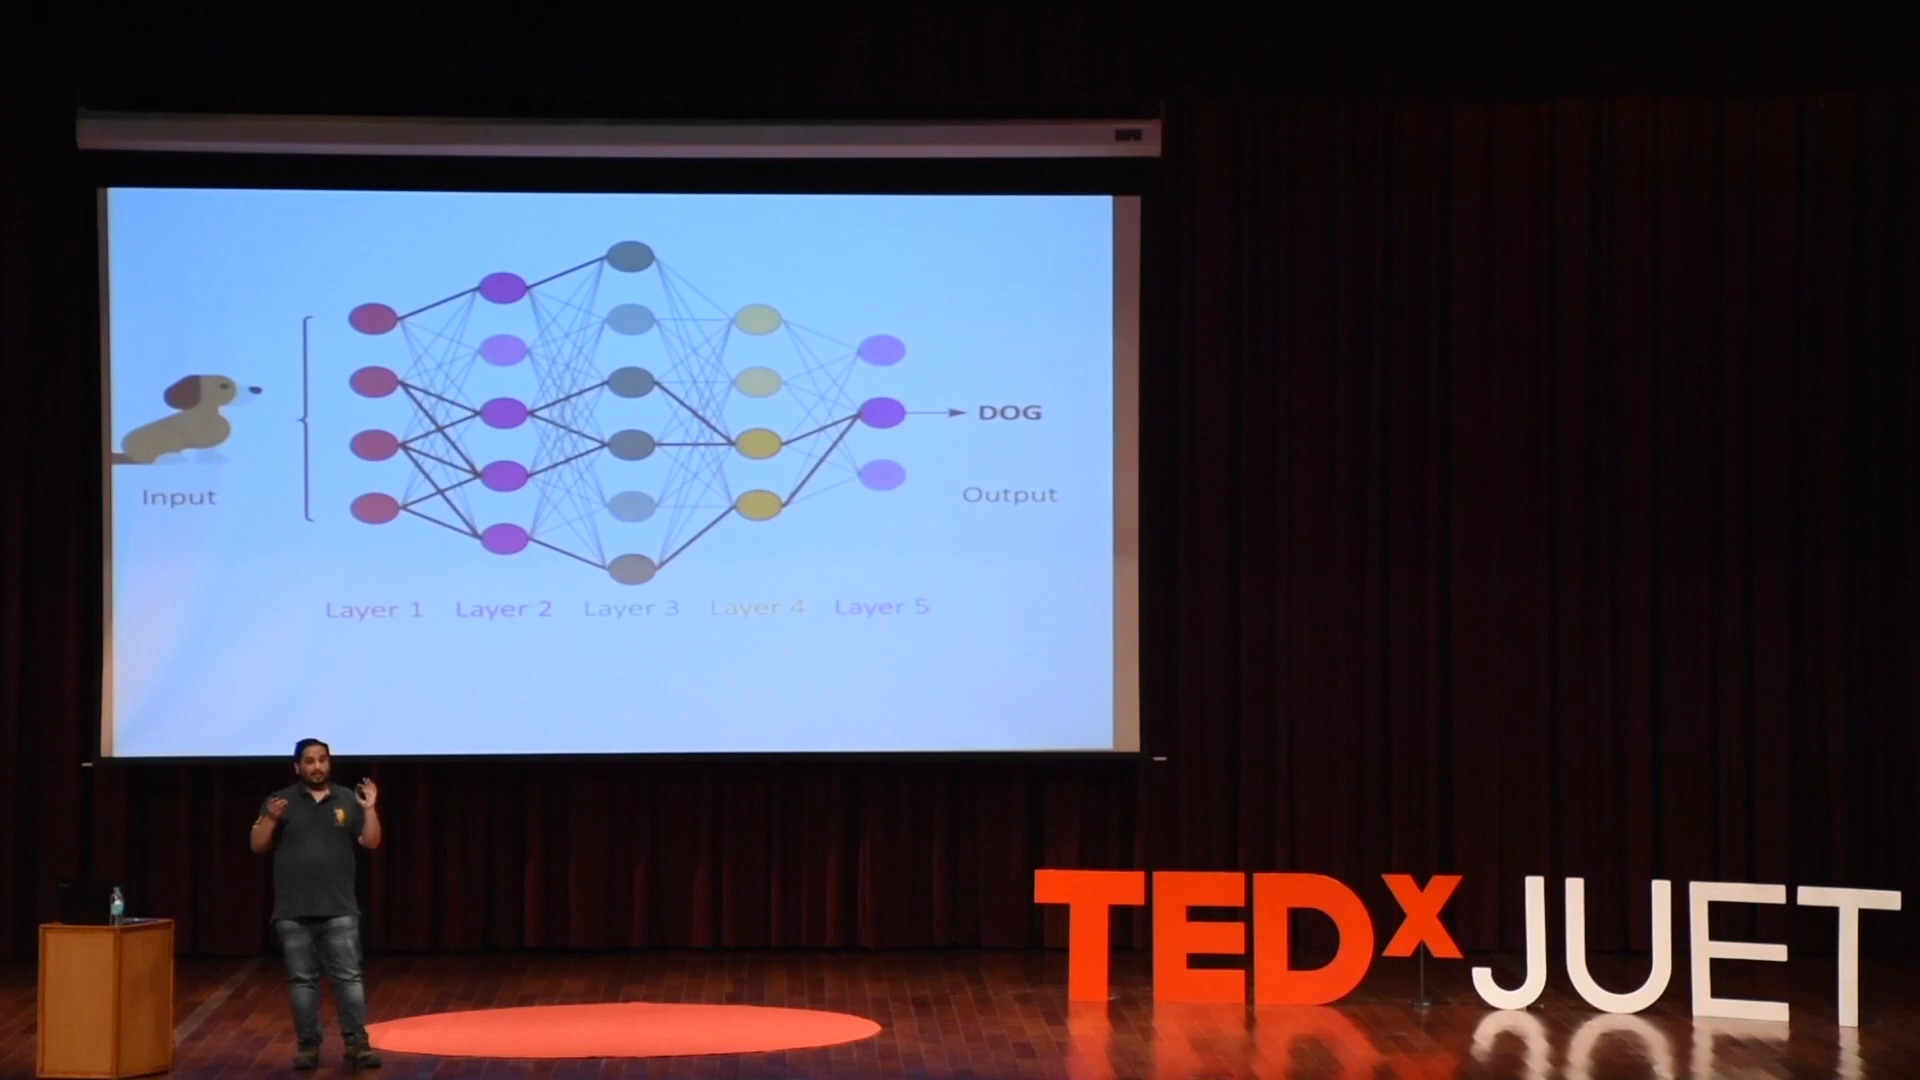 DOG
Input
Output
Layer 1 Layer 2 Layer 3 Layer 4 Layer 5
TEDx JUET